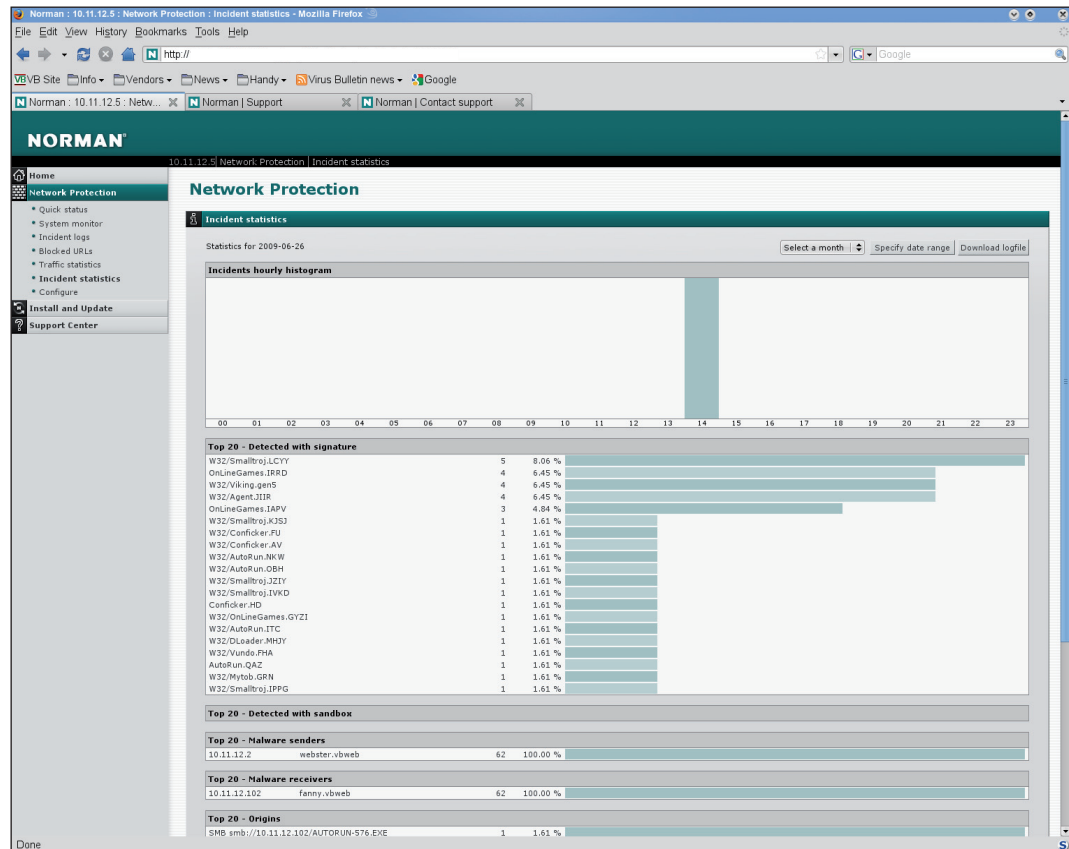 Norman : 10.11.12.5 : Network Protection : Incident statistics - Mozilla Firefox
File Edit View History Bookmarks Tools Help
http://
Google
VB Site Info Vendors News Handy Virus Bulletin news Google
Norman : 10.11.12.5 : Netw... Norman | Support Norman | Contact support
NORMAN®
10.11.12.5| Network Protection | Incident statistics
Home
Network Protection
Quick status
System monitor
Incident logs
Blocked URLs
Traffic statistics
Incident statistics
Configure
Install and Update
Support Center
Network Protection
Incident statistics
Statistics for 2009-06-26 Select a month Specify date range Download logfile
Incidents hourly histogram
00 01 02 03 04 05 06 07 08 09 10 11 12 13 14 15 16 17 18 19 20 21 22 23
Top 20 - Detected with signature
W32/Smalltroj.LCYY 5 8.06 %
OnLineGames.IRRD 4 6.45 %
W32/Viking.gen5 4 6.45 %
W32/Agent.JIIR 4 6.45 %
OnLineGames.IAPV 3 4.84 %
W32/Smalltroj.KJSJ 1 1.61 %
W32/Conficker.FU 1 1.61 %
W32/Conficker.AV 1 1.61 %
W32/AutoRun.NKW 1 1.61 %
W32/AutoRun.OBH 1 1.61 %
W32/Smalltroj.JZIY 1 1.61 %
W32/Smalltroj.IVKD 1 1.61 %
Conficker.HD 1 1.61 %
W32/OnLineGames.GYZI 1 1.61 %
W32/AutoRun.ITC 1 1.61 %
W32/DLoader.MHJY 1 1.61 %
W32/Vundo.FHA 1 1.61 %
AutoRun.QAZ 1 1.61 %
W32/Mytob.GRN 1 1.61 %
W32/Smalltroj.IPPG 1 1.61 %
Top 20 - Detected with sandbox
Top 20 - Malware senders
10.11.12.2 webster.vbweb 62 100.00 %
Top 20 - Malware receivers
10.11.12.102 fanny.vbweb 62 100.00 %
Top 20 - Origins
SMB smb://10.11.12.102/AUTORUN-576.EXE 1 1.61 %
Done